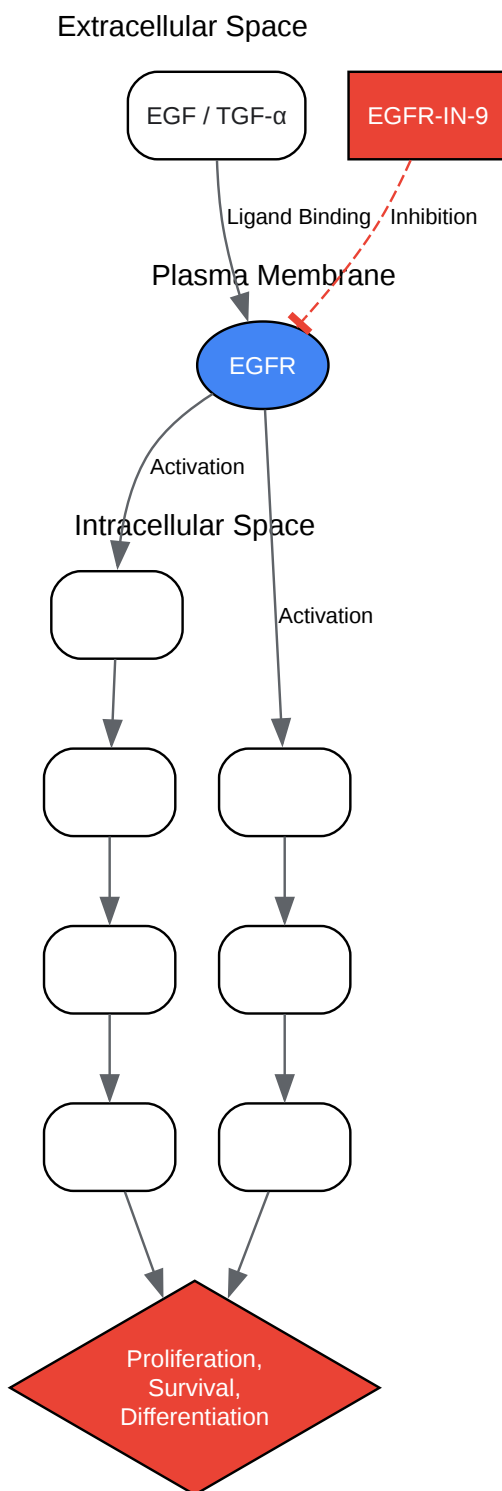 Extracellular Space
EGF / TGF-α
EGFR-IN-9
Ligand Binding
Inhibition
Plasma Membrane
EGFR
Activation
Intracellular Space
Activation
Proliferation,
Survival,
Differentiation